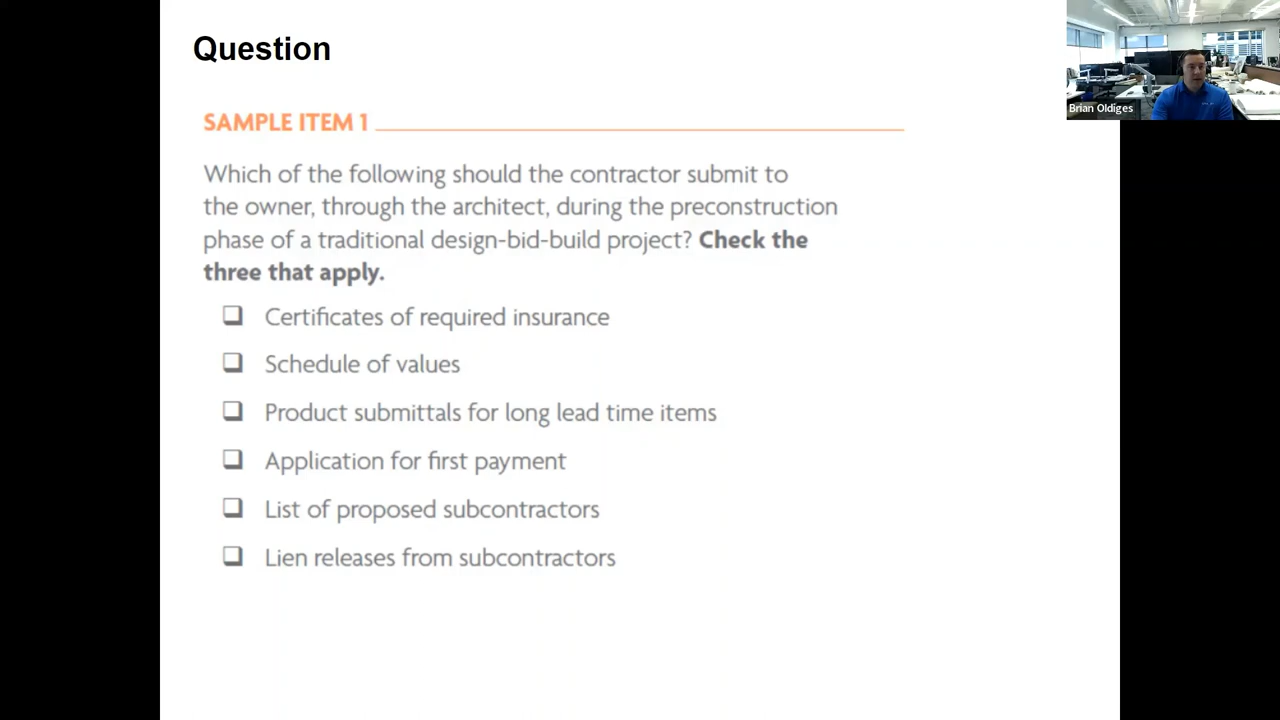 Question
SAMPLE ITEM 1
Which of the following should the contractor submit to
the owner, through the architect, during the preconstruction
phase of a traditional design-bid-build project? Check the
three that apply.
❑ Certificates of required insurance
❑ Schedule of values
❑ Product submittals for long lead time items
❑ Application for first payment
❑ List of proposed subcontractors
❑ Lien releases from subcontractors
Brian Oldiges